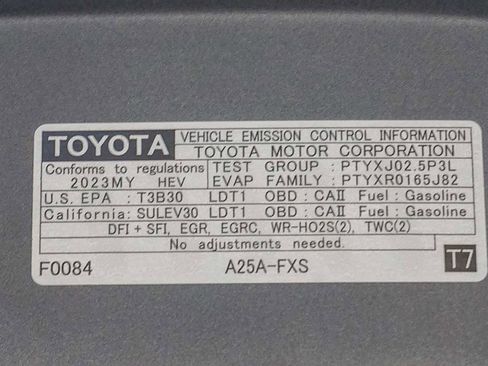 TOYOTA
VEHICLE EMISSION CONTROL INFORMATION
TOYOTA MOTOR CORPORATION
Conforms to regulations
2023MY HEV
TEST GROUP : PTYXJ02.5P3L
EVAP FAMILY : PTYXR0165J82
U.S. EPA : T3B30 LDT1 OBD : CAⅡ Fuel : Gasoline
California: SULEV30 LDT1 OBD : CAⅡ Fuel : Gasoline
DFI + SFI, EGR, EGRC, WR-HO2S(2), TWC(2)
No adjustments needed.
F0084 A25A-FXS T7